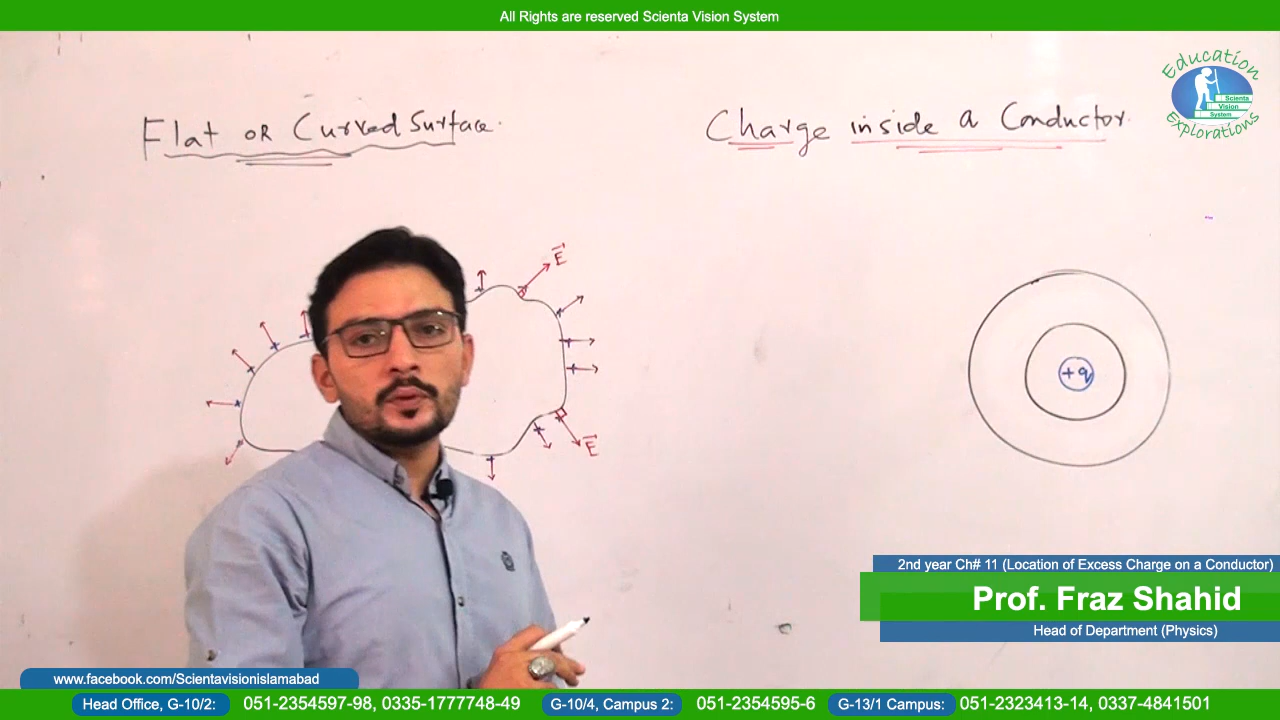 All Rights are reserved Scienta Vision System
Education
Scienta
Vision
System
Explorations
Flat OR Curved Surface.
Charge inside a Conductor.
E
E
+q
2nd year Ch# 11 (Location of Excess Charge on a Conductor)
Prof. Fraz Shahid
Head of Department (Physics)
www.facebook.com/Scientavisionislamabad
Head Office, G-10/2: 051-2354597-98, 0335-1777748-49 G-10/4, Campus 2: 051-2354595-6 G-13/1 Campus: 051-2323413-14, 0337-4841501